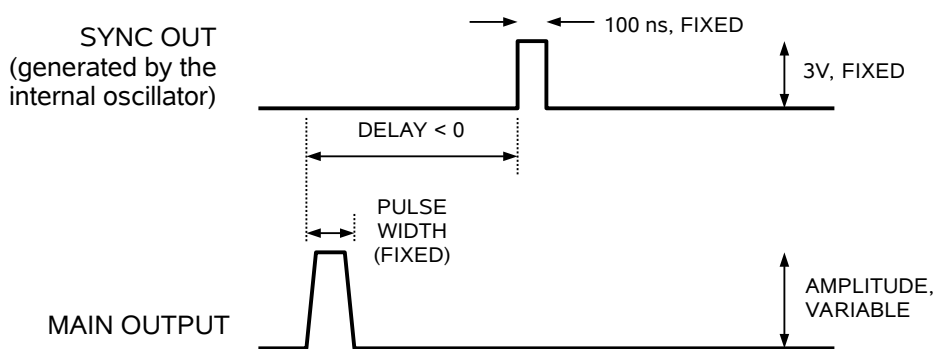 SYNC OUT
(generated by the
internal oscillator)
100 ns, FIXED
3V, FIXED
DELAY < 0
PULSE
WIDTH
(FIXED)
AMPLITUDE,
VARIABLE
MAIN OUTPUT